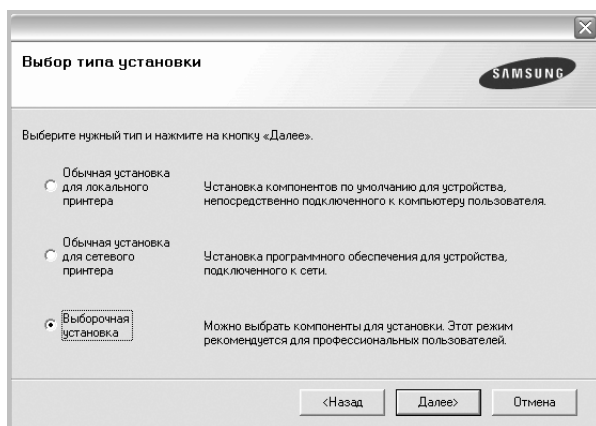 Выбор типа установки
SAMSUNG
Выберите нужный тип и нажмите на кнопку «Далее».
Обычная установка
для локального
принтера
Установка компонентов по умолчанию для устройства,
непосредственно подключенного к компьютеру пользователя.
Обычная установка
для сетевого
принтера
Установка программного обеспечения для устройства,
подключенного к сети.
Выборочная
установка
Можно выбрать компоненты для установки. Этот режим
рекомендуется для профессиональных пользователей.
<Назад
Далее>
Отмена